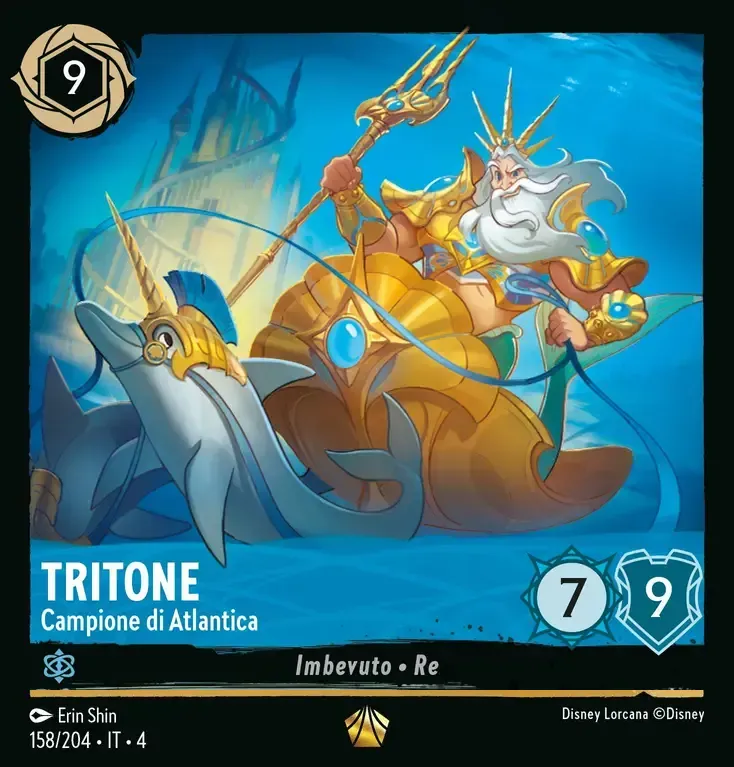 9
TRITONE
Campione di Atlantica
7
9
Imbevuto • Re
Erin Shin
158/204 • IT • 4
Disney Lorcana ©Disney